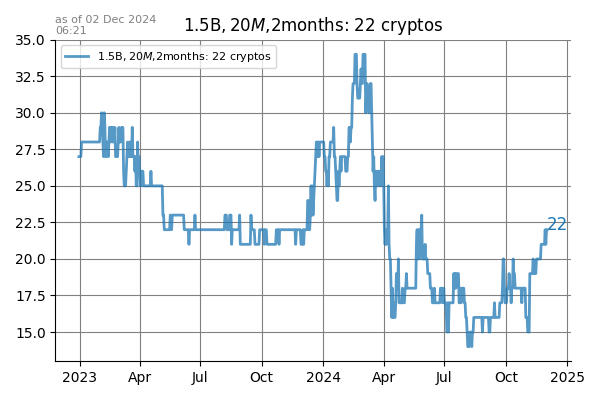 as of 02 Dec 2024
06:21
1.5B, 20M,2months: 22 cryptos
1.5B, 20M,2months: 22 cryptos
35.0
32.5
30.0
27.5
25.0
22.5
20.0
17.5
15.0
22
2023 Apr Jul Oct 2024 Apr Jul Oct 2025